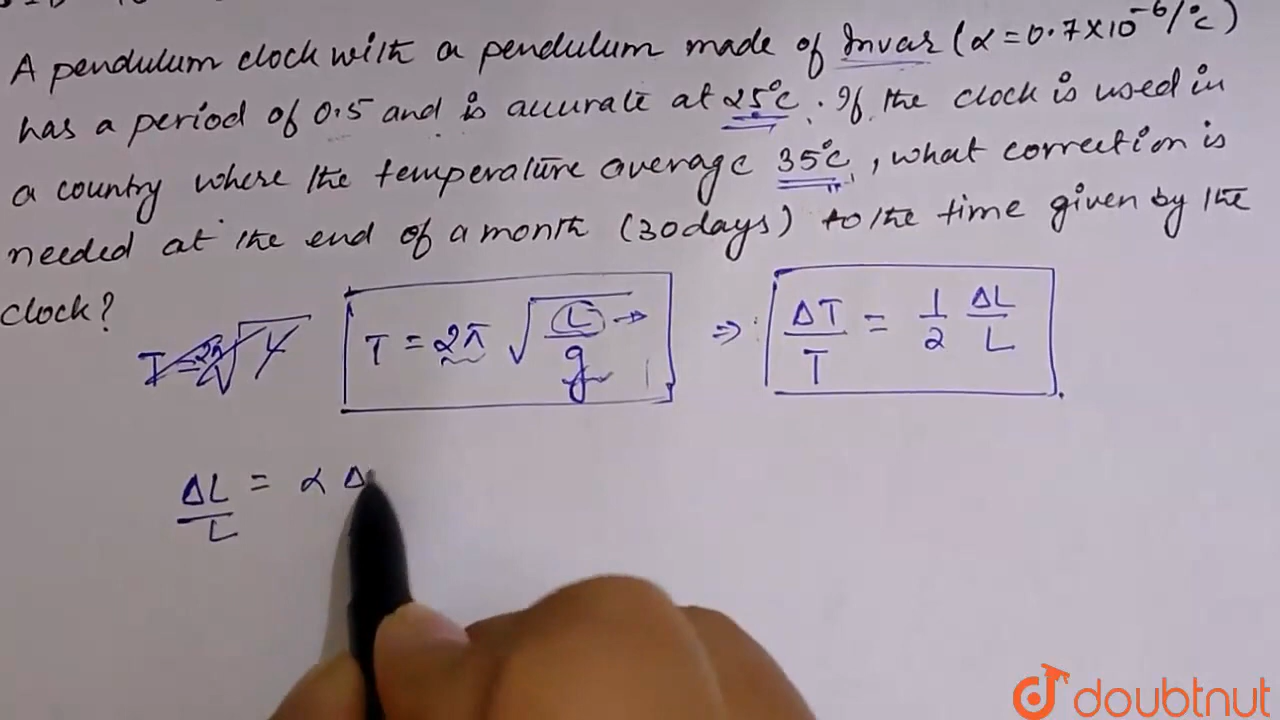 A pendulum clock with a pendulum made of Invar (α = 0.7×10⁻⁶/°c)
has a period of 0.5 and is accurate at 25°c. If the clock is used in
a country where the temperature average 35°c, what correction is
needed at the end of a month (30 days) to the time given by the
clock?
T = 2π √(L/g) → ⇒ ΔT/T = 1/2 ΔL/L
ΔL/L = α Δ
doubtnut